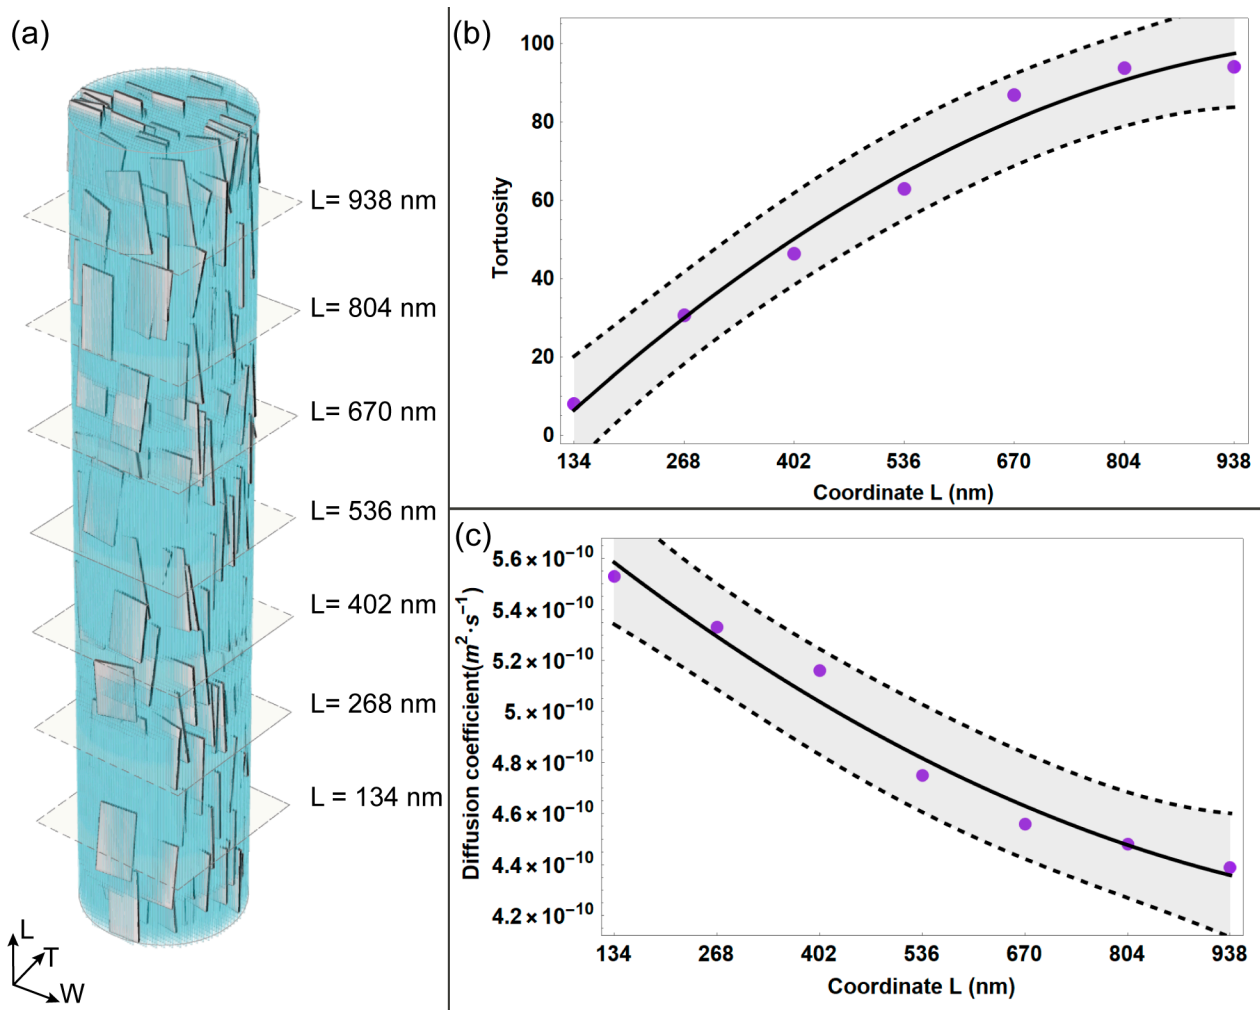 (a)
L= 938 nm
L= 804 nm
L= 670 nm
L= 536 nm
L= 402 nm
L= 268 nm
L = 134 nm
L
T
W
(b)
Tortuosity
100
80
60
40
20
0
134 268 402 536 670 804 938
Coordinate L (nm)
(c)
Diffusion coefficient(m²·s⁻¹)
5.6 × 10⁻¹⁰
5.4 × 10⁻¹⁰
5.2 × 10⁻¹⁰
5. × 10⁻¹⁰
4.8 × 10⁻¹⁰
4.6 × 10⁻¹⁰
4.4 × 10⁻¹⁰
4.2 × 10⁻¹⁰
134 268 402 536 670 804 938
Coordinate L (nm)